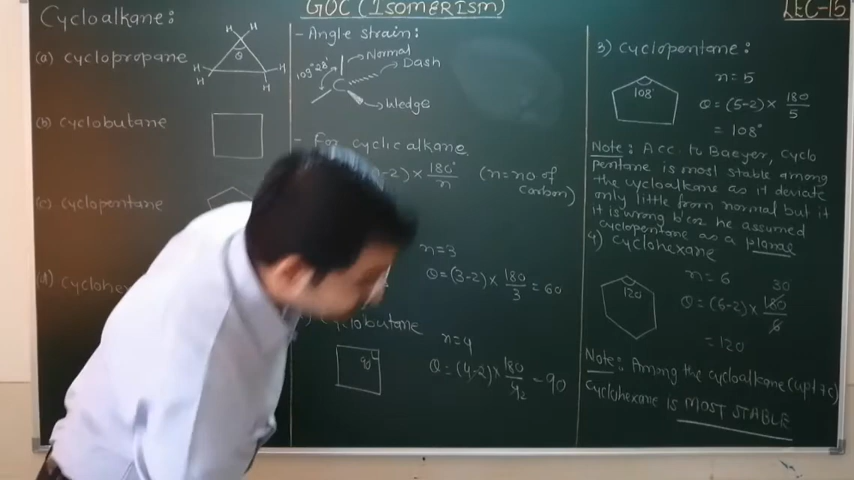 GOC (Isomerism)
LEC-15
Cycloalkane:
(a) cyclopropane
H H
θ
H H
H H
(b) cyclobutane
(c) cyclopentane
(d)
- Angle strain:
Normal
109°28'
Dash
C
Wedge
- For cyclic alkane
-2) × 180°/n (n = no of
carbon)
n=3
θ = (3-2) × 180/3 = 60
cyclobutane
n=4
90°
θ = (4-2) × 180/4 2 = 90
3) cyclopentane:
n = 5
108°
θ = (5-2) × 180/5
= 108°
Note: Acc. to Baeyer, cyclo
pentane is most stable among
the cycloalkane as it deviate
only little from normal but it
it is wrong b'coz he assumed
cyclopentane as a planar
4) cyclohexane
n = 6
30
120
θ = (6-2) × 180/6
= 120
Note: Among the cycloalkane (upt 7c)
cyclohexane is MOST STABLE